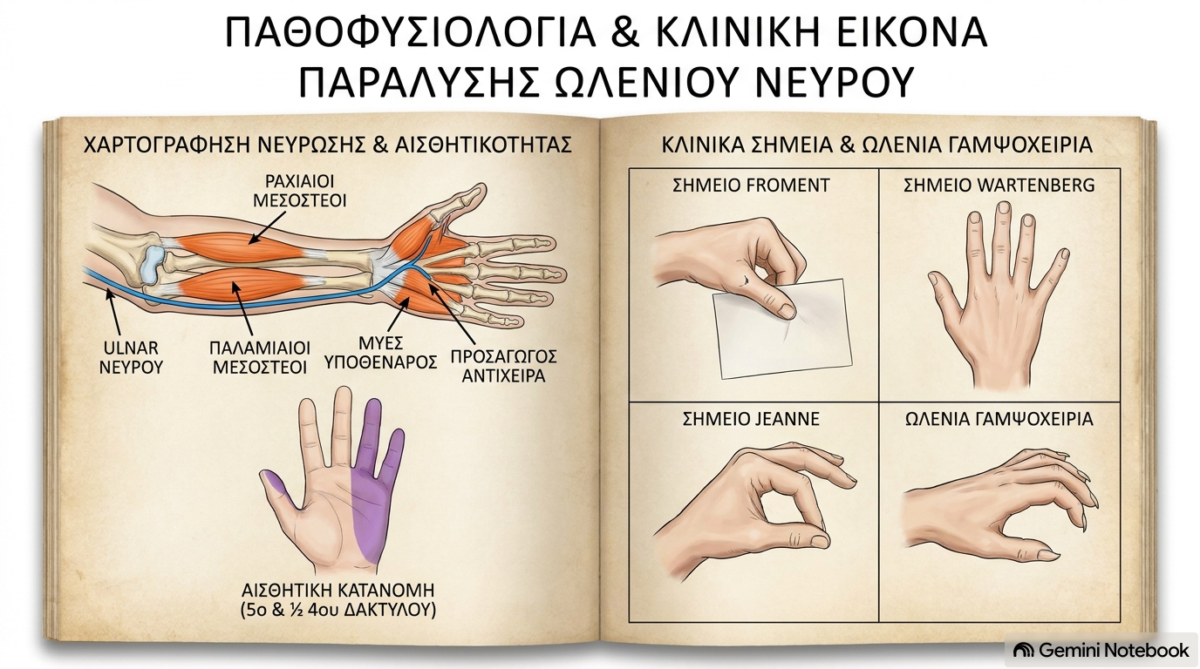 ΠΑΘΟΦΥΣΙΟΛΟΓΙΑ & ΚΛΙΝΙΚΗ ΕΙΚΟΝΑ
ΠΑΡΑΛΥΣΗΣ ΩΛΕΝΙΟΥ ΝΕΥΡΟΥ
ΧΑΡΤΟΓΡΑΦΗΣΗ ΝΕΥΡΩΣΗΣ & ΑΙΣΘΗΤΙΚΟΤΗΤΑΣ
ΡΑΧΙΑΙΟΙ
ΜΕΣΟΣΤΕΟΙ
ULNAR
ΝΕΥΡΟΥ
ΠΑΛΑΜΙΑΙΟΙ
ΜΕΣΟΣΤΕΟΙ
ΜΥΕΣ
ΥΠΟΘΕΝΑΡΟΣ
ΠΡΟΣΑΓΩΓΟΣ
ΑΝΤΙΧΕΙΡΑ
ΑΙΣΘΗΤΙΚΗ ΚΑΤΑΝΟΜΗ
(5ο & ½ 4ου ΔΑΚΤΥΛΟΥ)
ΚΛΙΝΙΚΑ ΣΗΜΕΙΑ & ΩΛΕΝΙΑ ΓΑΜΨΟΧΕΙΡΙΑ
ΣΗΜΕΙΟ FROMENT
ΣΗΜΕΙΟ WARTENBERG
ΣΗΜΕΙΟ JEANNE
ΩΛΕΝΙΑ ΓΑΜΨΟΧΕΙΡΙΑ
Gemini Notebook